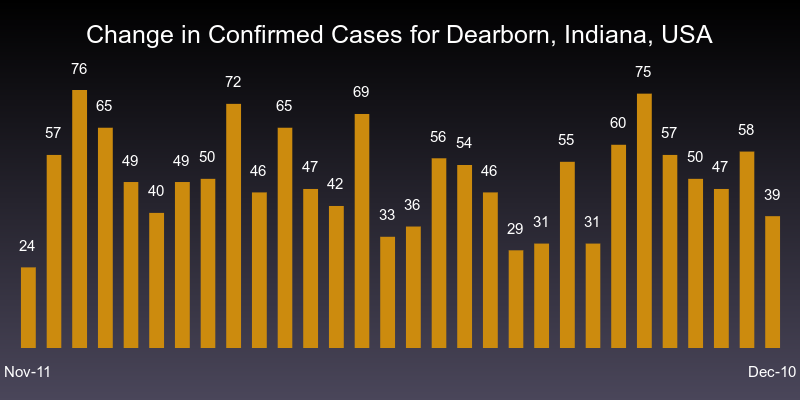 Change in Confirmed Cases for Dearborn, Indiana, USA
24 57 76 65 49 40 49 50 72 46 65 47 42 69 33 36 56 54 46 29 31 55 31 60 75 57 50 47 58 39
Nov-11 Dec-10